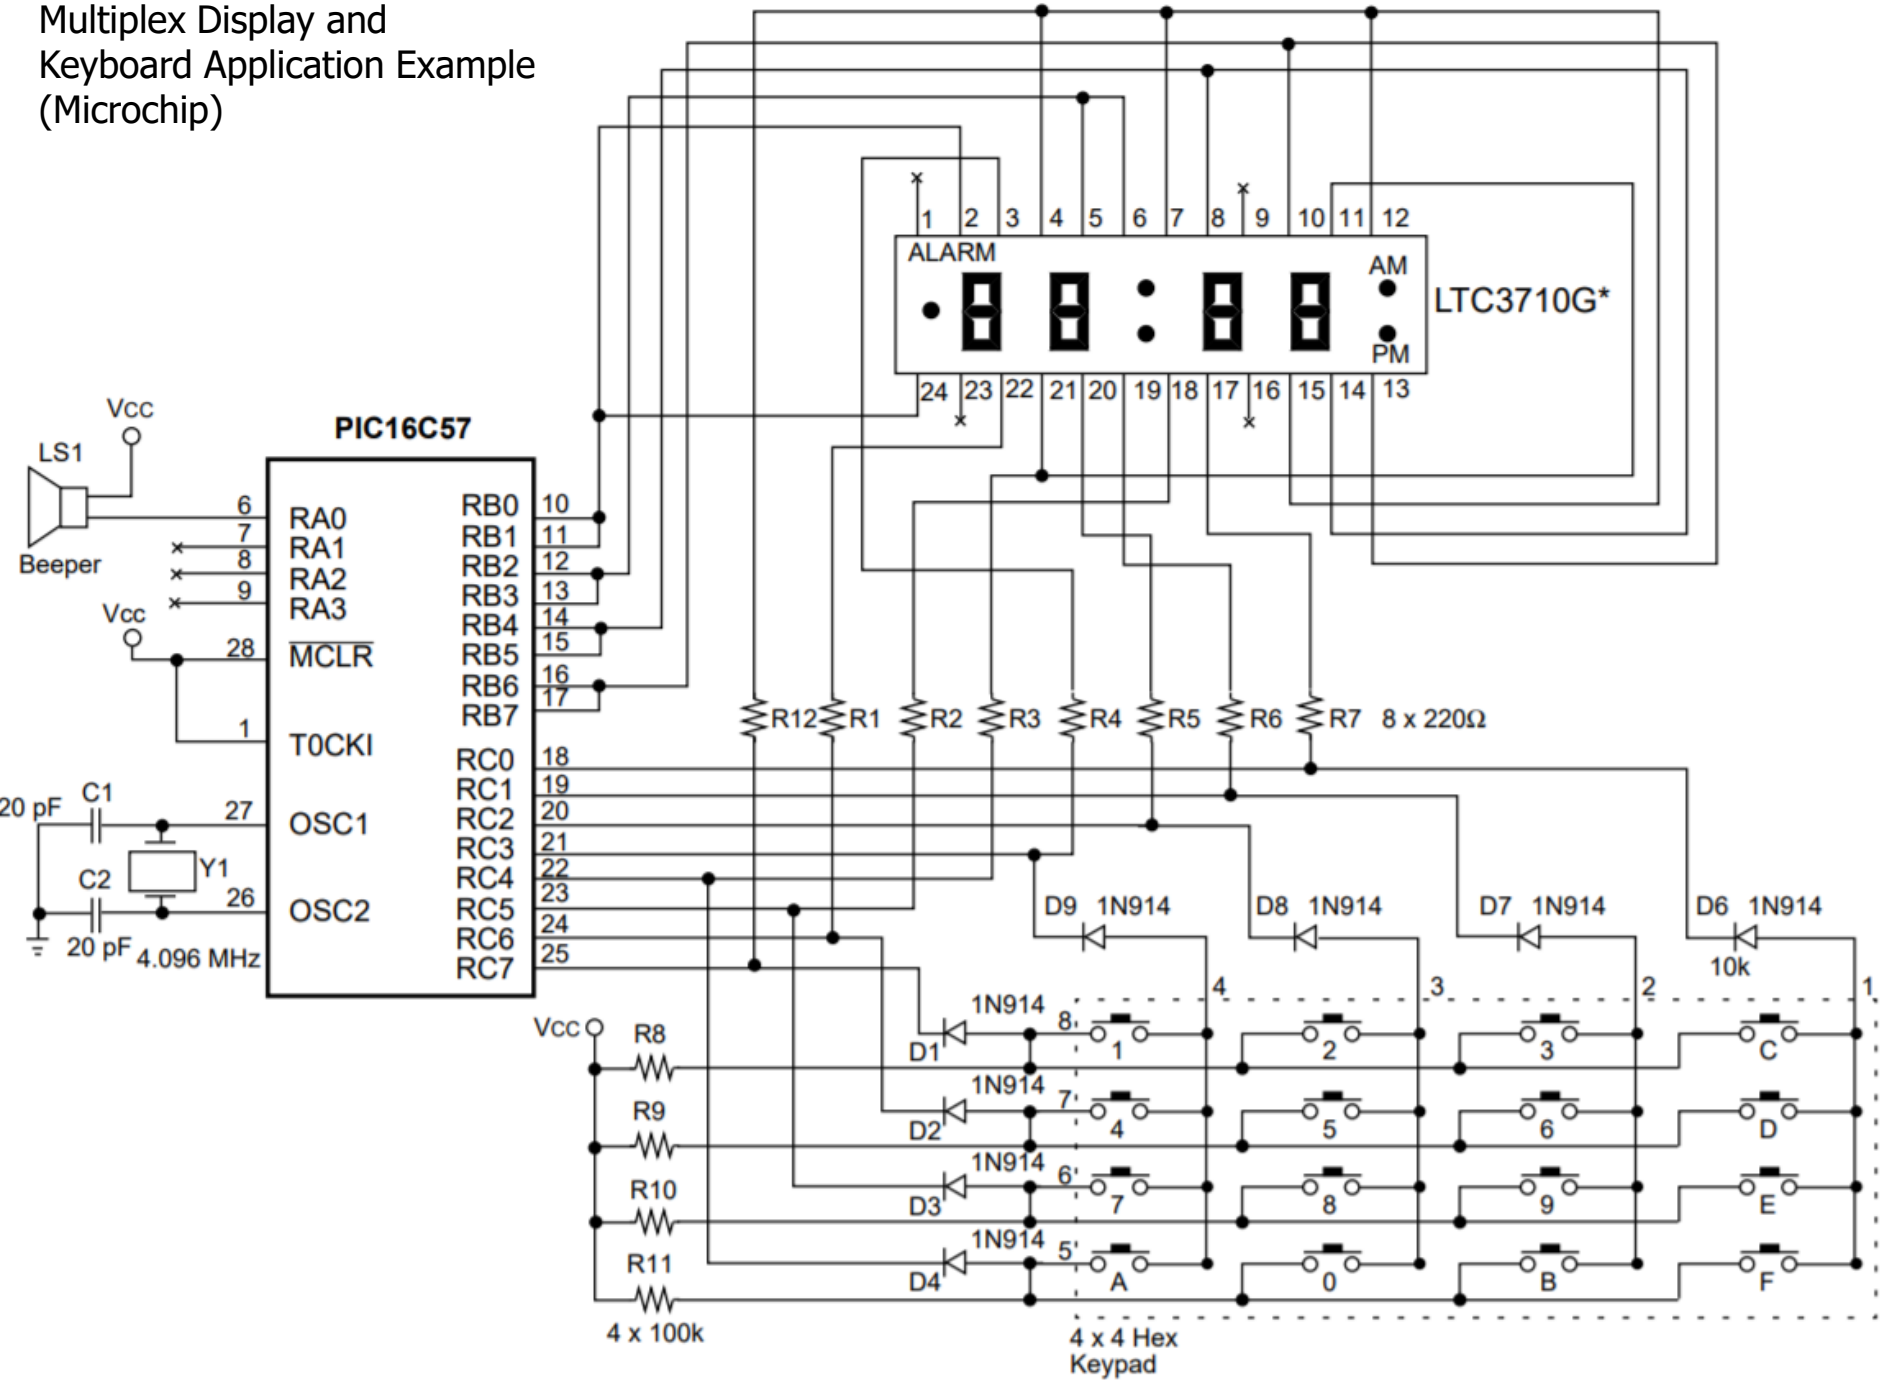 Multiplex Display and
Keyboard Application Example
(Microchip)
1 2 3 4 5 6 7 8 9 10 11 12
ALARM
AM
PM
LTC3710G*
24 23 22 21 20 19 18 17 16 15 14 13
VCC
LS1
Beeper
PIC16C57
6 RA0
7 RA1
8 RA2
9 RA3
Vcc
28 MCLR
1 T0CKI
20 pF C1
27 OSC1
Y1
C2
26 OSC2
20 pF 4.096 MHz
RB0 10
RB1 11
RB2 12
RB3 13
RB4 14
RB5 15
RB6 16
RB7 17
RC0 18
RC1 19
RC2 20
RC3 21
RC4 22
RC5 23
RC6 24
RC7 25
R12 R1 R2 R3 R4 R5 R6 R7 8 x 220Ω
D9 1N914 D8 1N914 D7 1N914 D6 1N914
10k
4 3 2 1
VCC
R8
R9
R10
R11
4 x 100k
1N914 8
D1 1 2 3 C
1N914 7
D2 4 5 6 D
1N914 6
D3 7 8 9 E
1N914 5
D4 A 0 B F
4 x 4 Hex
Keypad